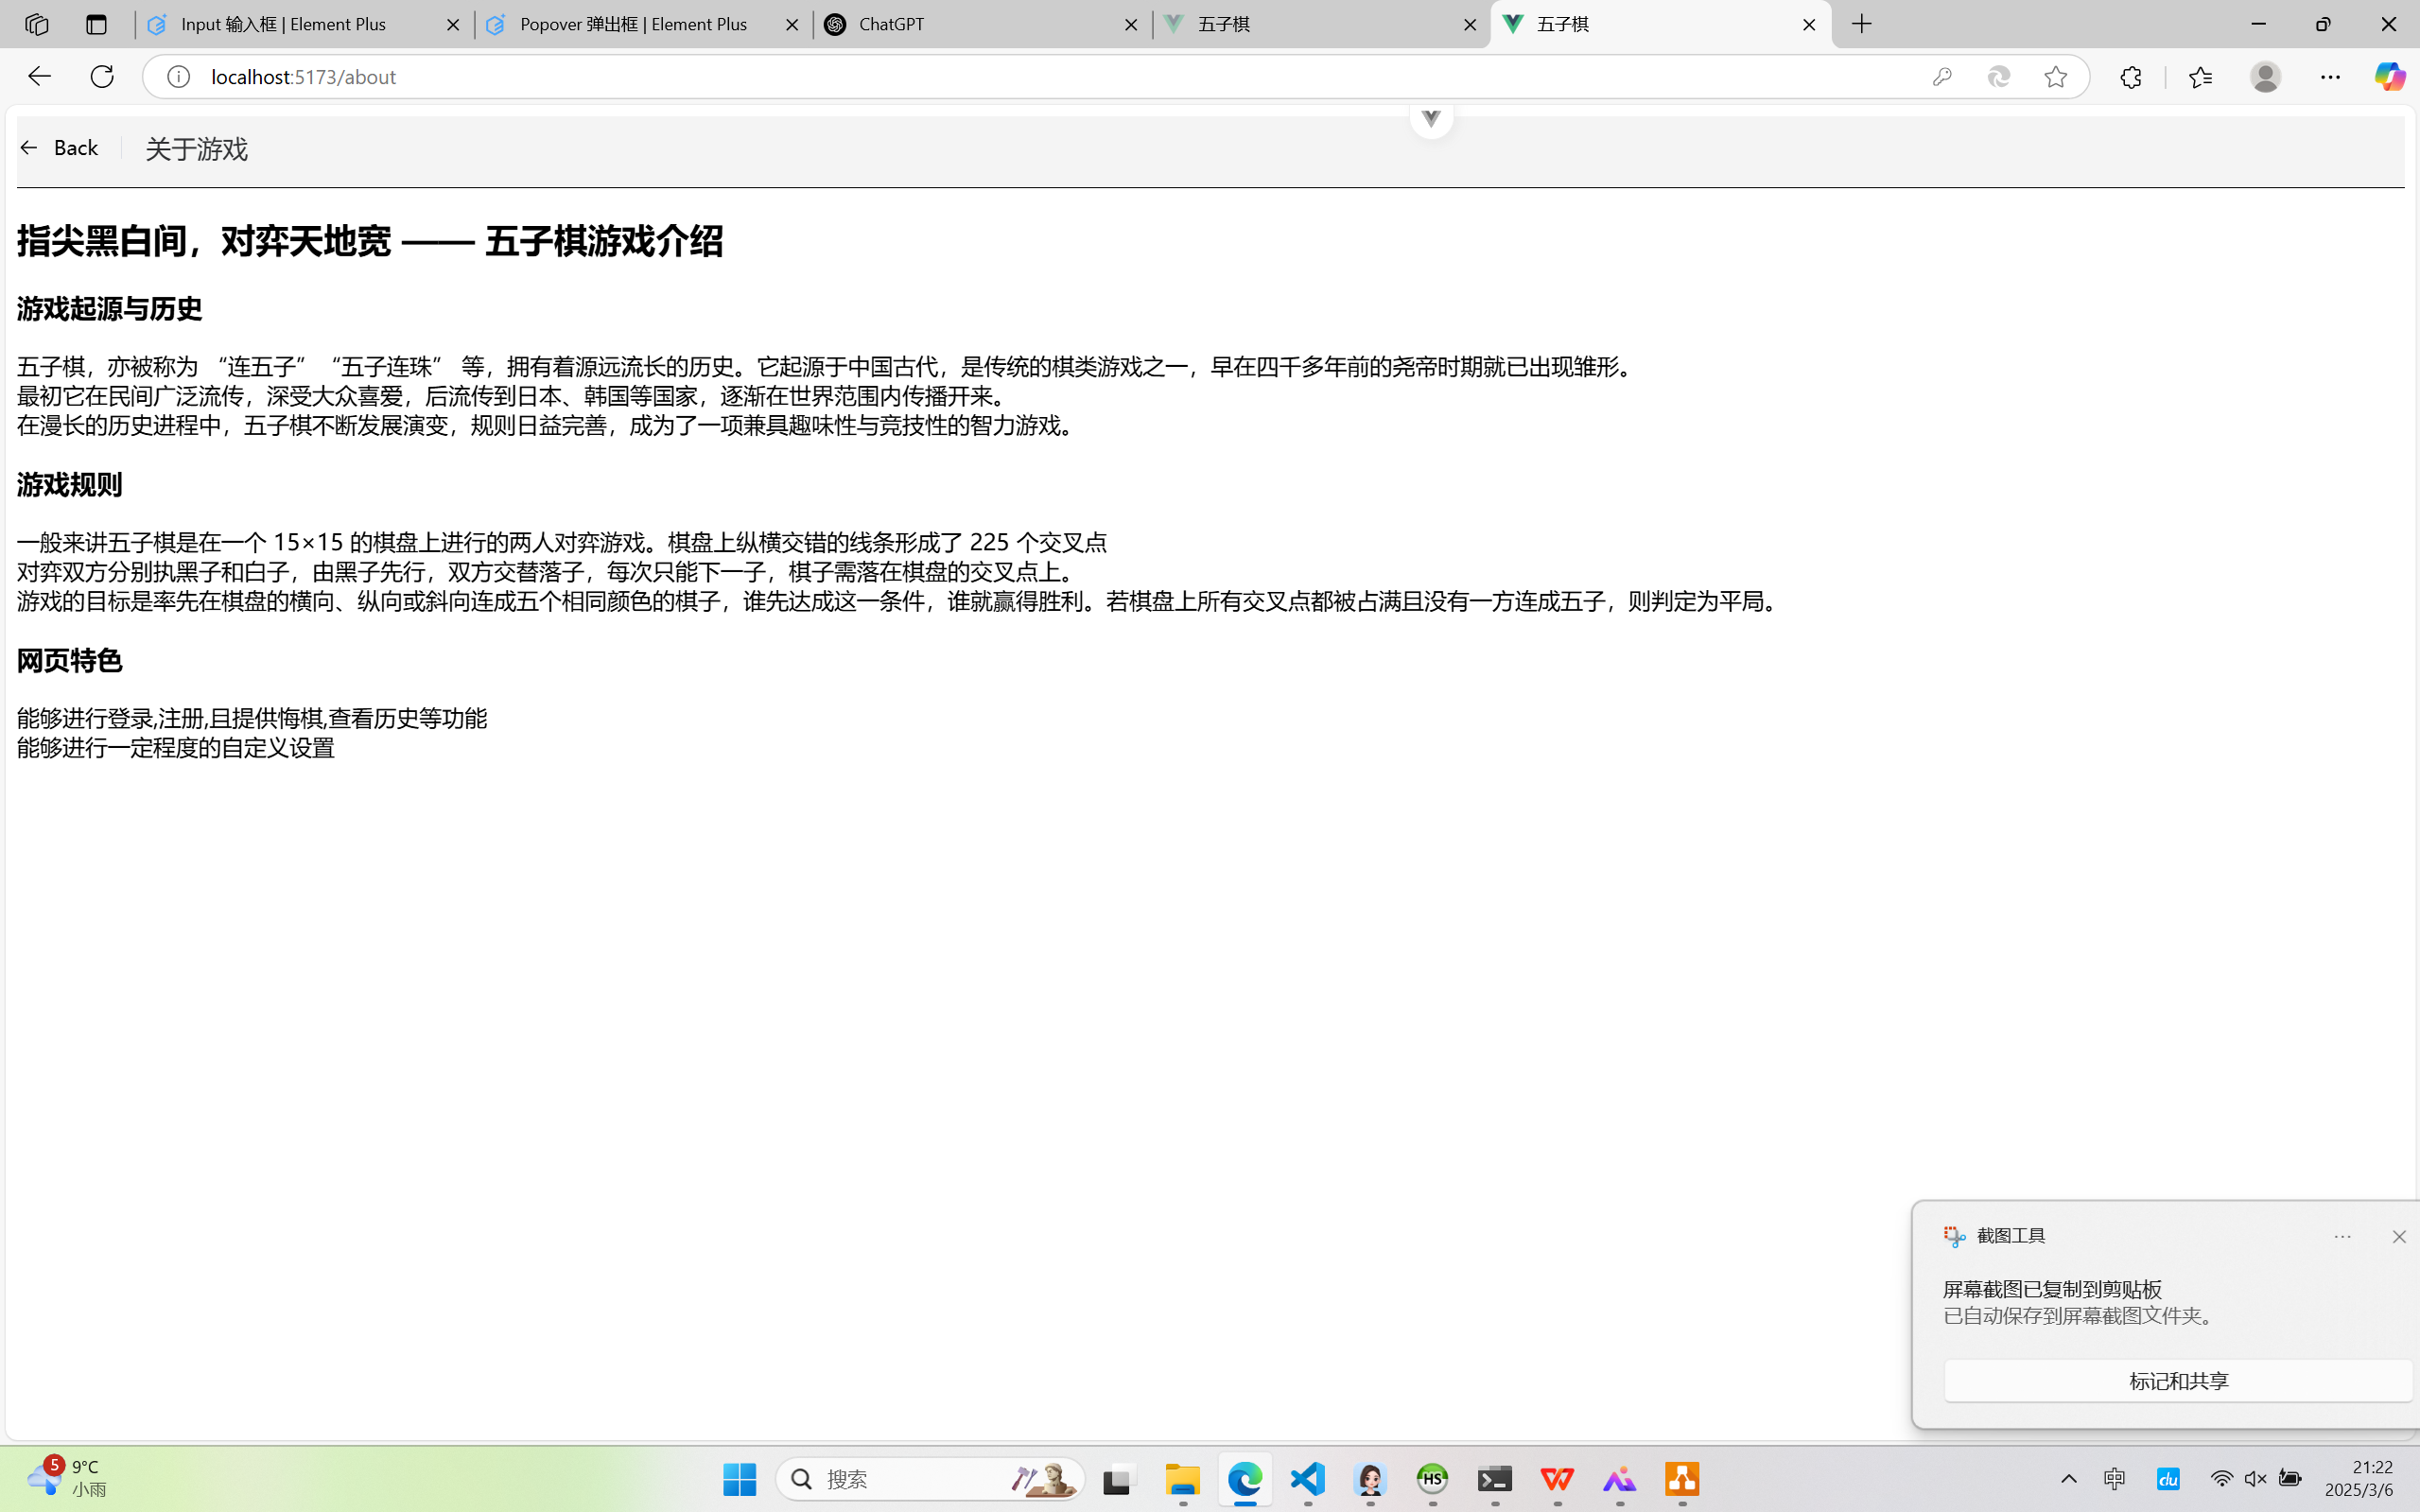 Input 输入框 | Element Plus
Popover 弹出框 | Element Plus
ChatGPT
五子棋
五子棋
localhost:5173/about
Back
关于游戏
指尖黑白间，对弈天地宽 —— 五子棋游戏介绍
游戏起源与历史
五子棋，亦被称为 “连五子” “五子连珠” 等，拥有着源远流长的历史。它起源于中国古代，是传统的棋类游戏之一，早在四千多年前的尧帝时期就已出现雏形。
最初它在民间广泛流传，深受大众喜爱，后流传到日本、韩国等国家，逐渐在世界范围内传播开来。
在漫长的历史进程中，五子棋不断发展演变，规则日益完善，成为了一项兼具趣味性与竞技性的智力游戏。
游戏规则
一般来讲五子棋是在一个 15×15 的棋盘上进行的两人对弈游戏。棋盘上纵横交错的线条形成了 225 个交叉点
对弈双方分别执黑子和白子，由黑子先行，双方交替落子，每次只能下一子，棋子需落在棋盘的交叉点上。
游戏的目标是率先在棋盘的横向、纵向或斜向连成五个相同颜色的棋子，谁先达成这一条件，谁就赢得胜利。若棋盘上所有交叉点都被占满且没有一方连成五子，则判定为平局。
网页特色
能够进行登录,注册,且提供悔棋,查看历史等功能
能够进行一定程度的自定义设置
截图工具
屏幕截图已复制到剪贴板
已自动保存到屏幕截图文件夹。
标记和共享
5
9°C
小雨
搜索
HS
中
du
21:22
2025/3/6